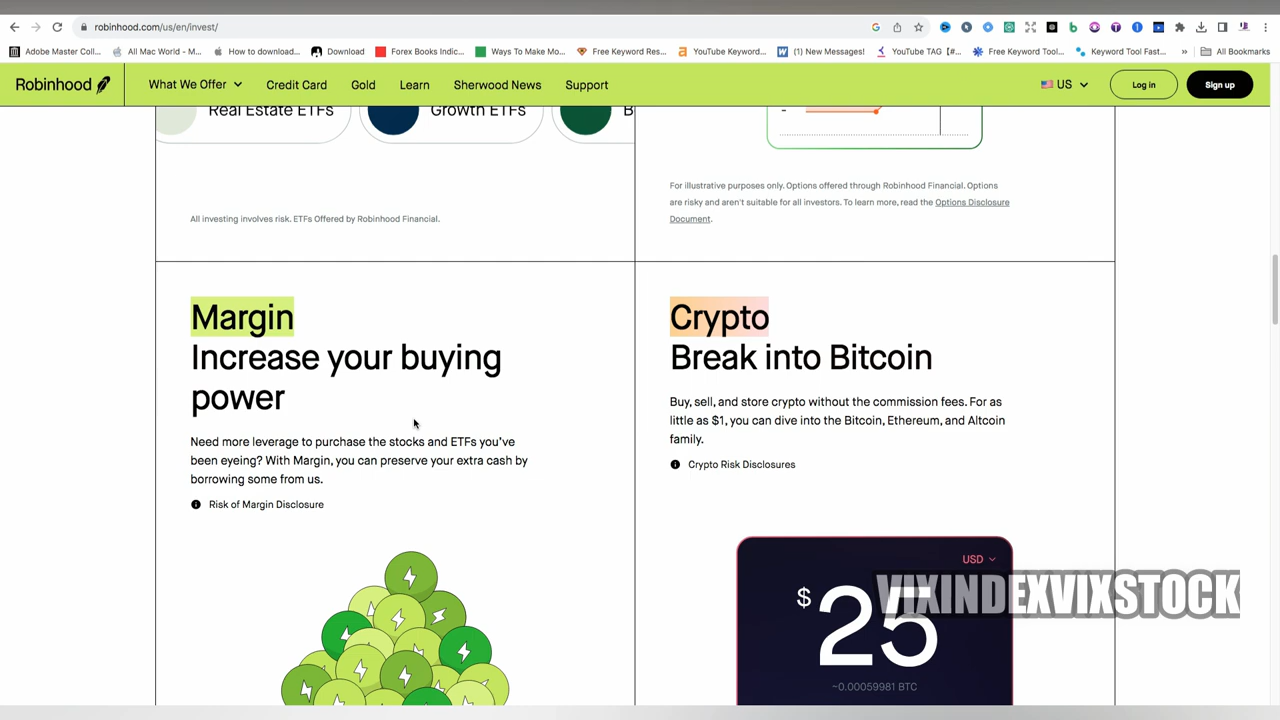 robinhood.com/us/en/invest/
Adobe Master Coll...
All Mac World - M...
How to download...
Download
Forex Books Indic...
Ways To Make Mo...
Free Keyword Res...
YouTube Keyword...
(1) New Messages!
YouTube TAG【#...
Free Keyword Tool...
Keyword Tool Fast...
»
All Bookmarks
Robinhood
What We Offer
Credit Card
Gold
Learn
Sherwood News
Support
US
Log in
Sign up
Real Estate ETFs
Growth ETFs
B
For illustrative purposes only. Options offered through Robinhood Financial. Options
are risky and aren't suitable for all investors. To learn more, read the Options Disclosure
Document.
All investing involves risk. ETFs Offered by Robinhood Financial.
Margin
Increase your buying
power
Need more leverage to purchase the stocks and ETFs you've
been eyeing? With Margin, you can preserve your extra cash by
borrowing some from us.
Risk of Margin Disclosure
Crypto
Break into Bitcoin
Buy, sell, and store crypto without the commission fees. For as
little as $1, you can dive into the Bitcoin, Ethereum, and Altcoin
family.
Crypto Risk Disclosures
USD
$25
~0.00059981 BTC
VIXINDEXVIXSTOCK